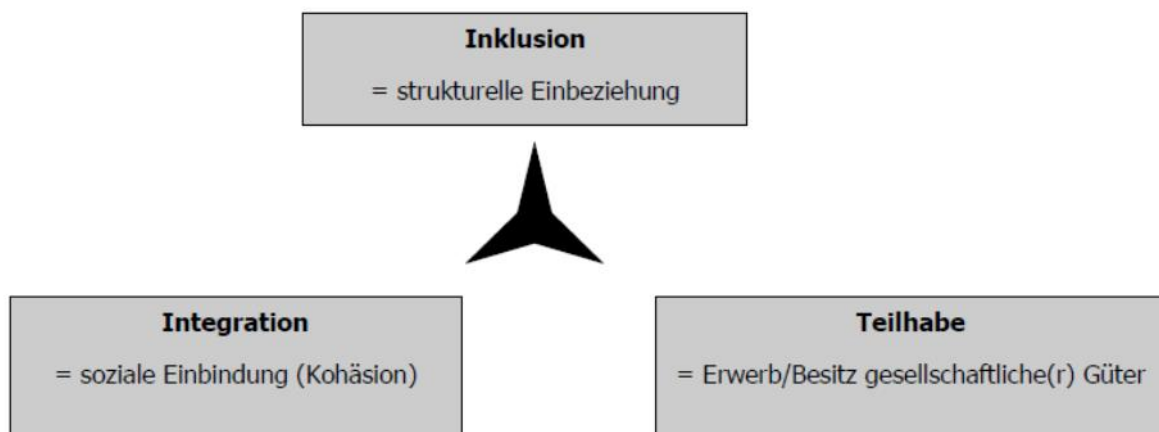 Inklusion
= strukturelle Einbeziehung
Integration
= soziale Einbindung (Kohäsion)
Teilhabe
= Erwerb/Besitz gesellschaftliche(r) Güter